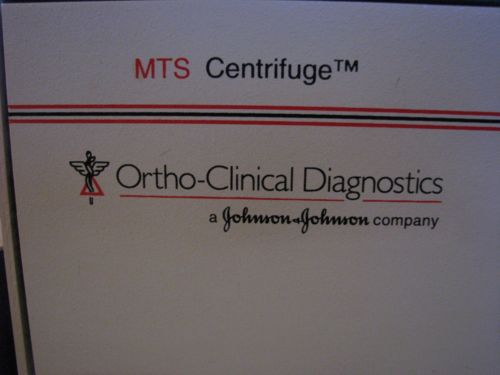 MTS Centrifuge™
Ortho-Clinical Diagnostics
a Johnson & Johnson company